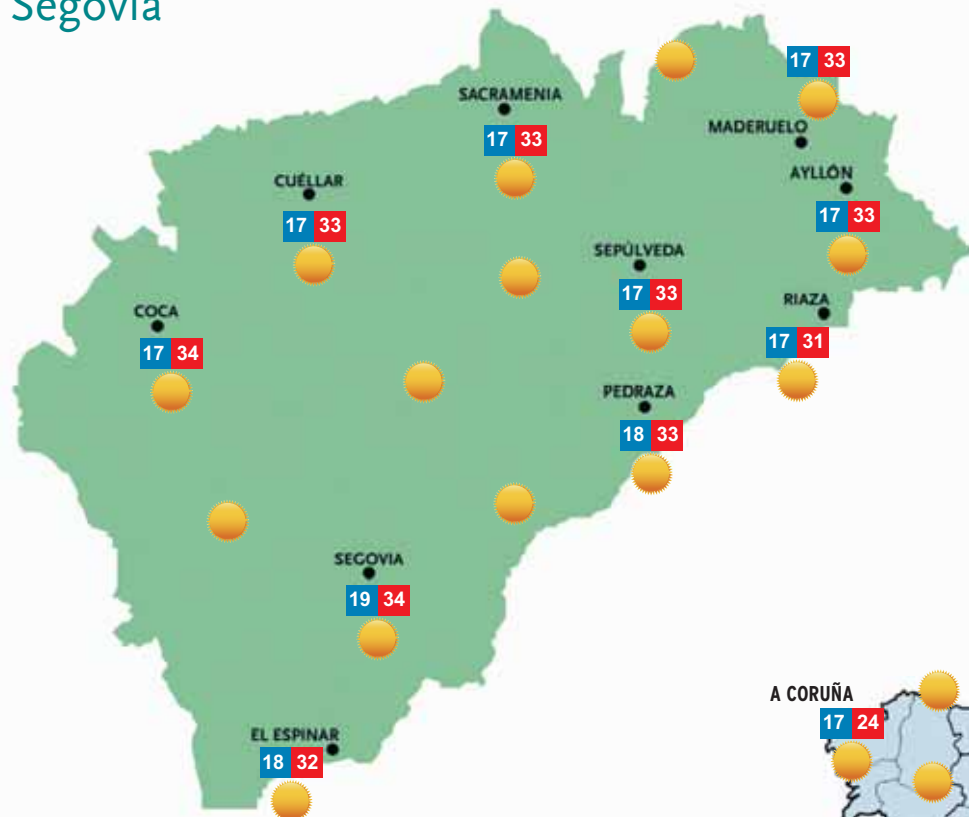 Segovia
17 33
SACRAMENIA
MADERUELO
17 33
AYLLÓN
CUÉLLAR
17 33
17 33
SEPÚLVEDA
17 33
RIAZA
COCA
17 31
17 34
PEDRAZA
18 33
SEGOVIA
19 34
A CORUÑA
17 24
EL ESPINAR
18 32